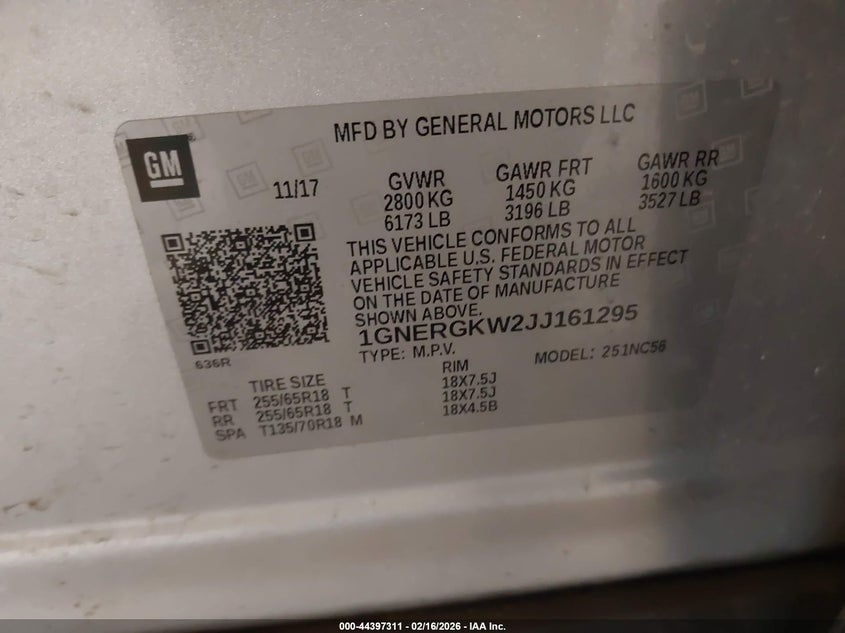 GM
MFD BY GENERAL MOTORS LLC
11/17
GVWR
2800 KG
6173 LB
GAWR FRT
1450 KG
3196 LB
GAWR RR
1600 KG
3527 LB
THIS VEHICLE CONFORMS TO ALL
APPLICABLE U.S. FEDERAL MOTOR
VEHICLE SAFETY STANDARDS IN EFFECT
ON THE DATE OF MANUFACTURE
SHOWN ABOVE.
1GNERGKW2JJ161295
TYPE: M.P.V.
MODEL: 251NC56
636R
TIRE SIZE RIM
FRT 255/65R18 T 18X7.5J
RR 255/65R18 T 18X7.5J
SPA T135/70R18 M 18X4.5B
000-44397311 - 02/16/2026 - IAA Inc.